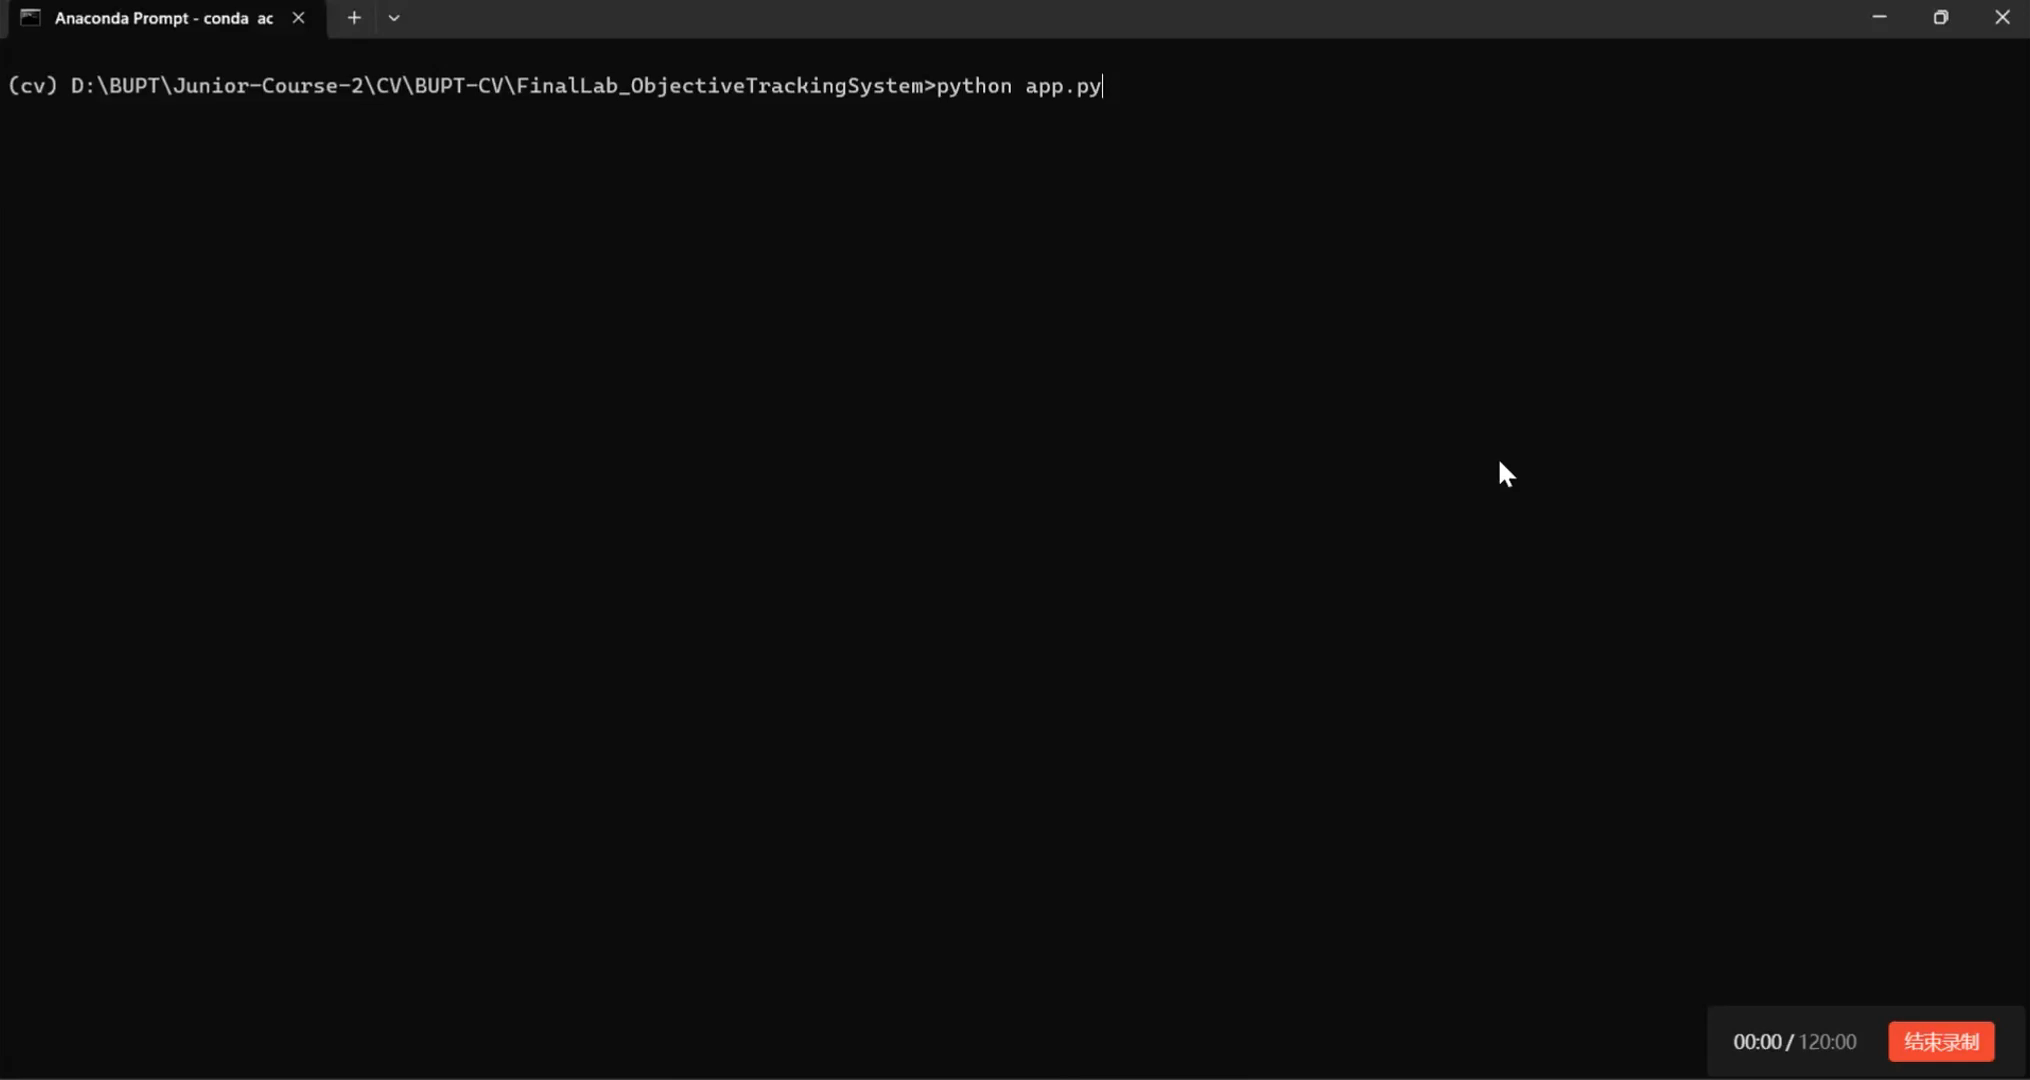 Anaconda Prompt - conda ac
(cv) D:\BUPT\Junior-Course-2\CV\BUPT-CV\FinalLab_ObjectiveTrackingSystem>python app.py
00:00 / 120:00 结束录制